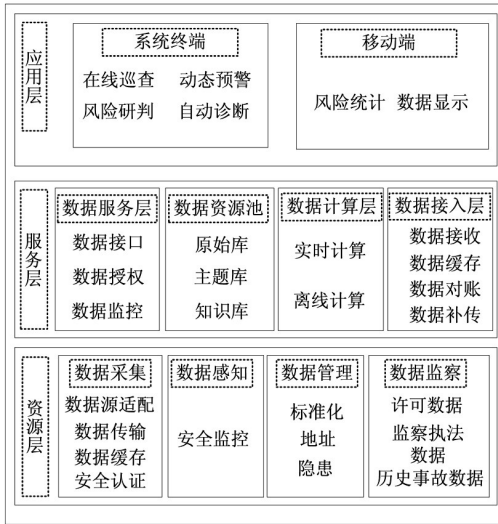 应用层
系统终端
在线巡查 动态预警
风险研判 自动诊断
移动端
风险统计 数据显示
服务层
数据服务层
数据接口
数据授权
数据监控
数据资源池
原始库
主题库
知识库
数据计算层
实时计算
离线计算
数据接入层
数据接收
数据缓存
数据对账
数据补传
资源层
数据采集
数据源适配
数据传输
数据缓存
安全认证
数据感知
安全监控
数据管理
标准化
地址
隐患
数据监察
许可数据
监察执法
数据
历史事故数据